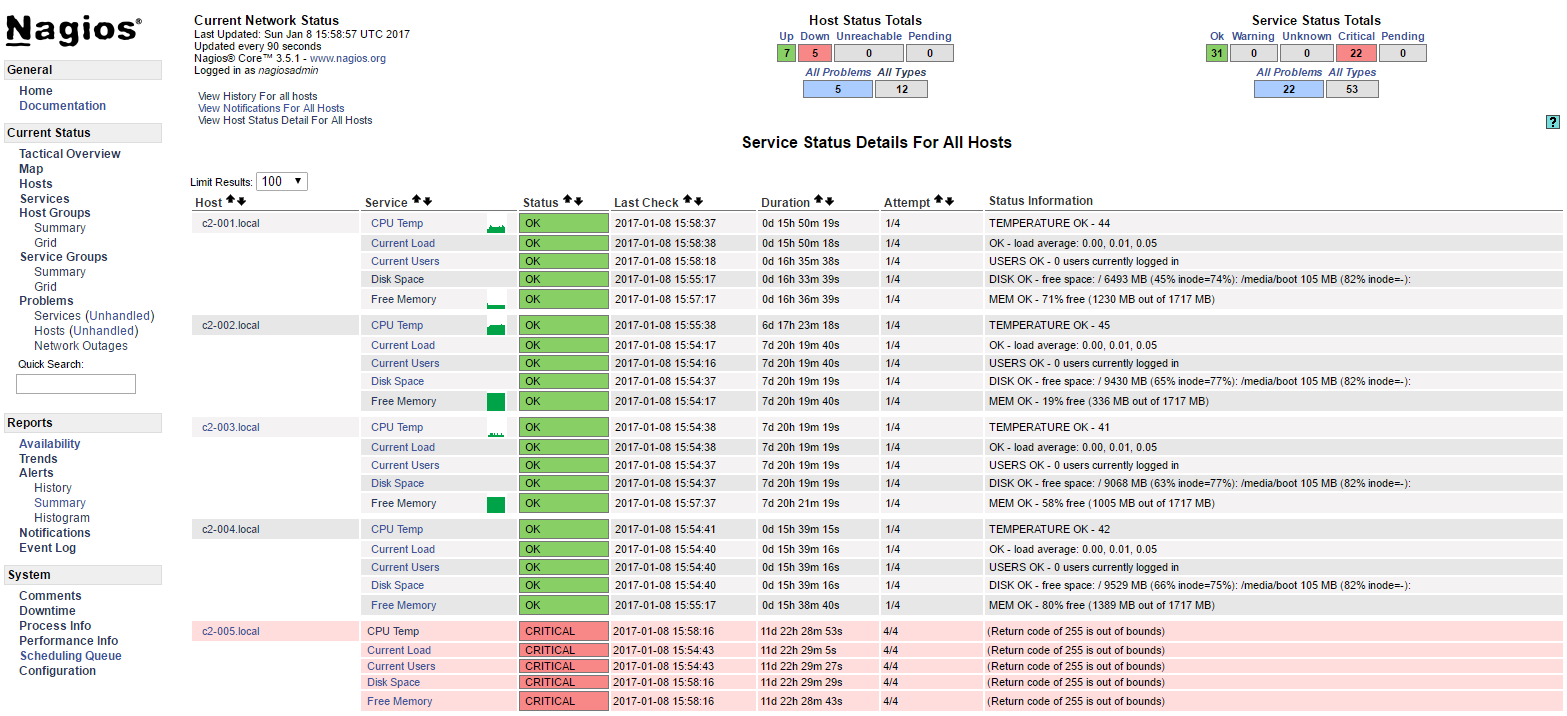 Nagios®
General
Home
Documentation
Current Status
Tactical Overview
Map
Hosts
Services
Host Groups
Summary
Grid
Service Groups
Summary
Grid
Problems
Services (Unhandled)
Hosts (Unhandled)
Network Outages
Quick Search:
Reports
Availability
Trends
Alerts
History
Summary
Histogram
Notifications
Event Log
System
Comments
Downtime
Process Info
Performance Info
Scheduling Queue
Configuration
Current Network Status
Last Updated: Sun Jan 8 15:58:57 UTC 2017
Updated every 90 seconds
Nagios® Core™ 3.5.1 - www.nagios.org
Logged in as nagiosadmin
View History For all hosts
View Notifications For All Hosts
View Host Status Detail For All Hosts
Host Status Totals
Up Down Unreachable Pending
7 5 0 0
All Problems All Types
5 12
Service Status Totals
Ok Warning Unknown Critical Pending
31 0 0 22 0
All Problems All Types
22 53
?
Service Status Details For All Hosts
Limit Results: 100
Host Service Status Last Check Duration Attempt Status Information
c2-001.local CPU Temp OK 2017-01-08 15:58:37 0d 15h 50m 19s 1/4 TEMPERATURE OK - 44
Current Load OK 2017-01-08 15:58:38 0d 15h 50m 18s 1/4 OK - load average: 0.00, 0.01, 0.05
Current Users OK 2017-01-08 15:58:18 0d 16h 35m 38s 1/4 USERS OK - 0 users currently logged in
Disk Space OK 2017-01-08 15:55:17 0d 16h 33m 39s 1/4 DISK OK - free space: / 6493 MB (45% inode=74%): /media/boot 105 MB (82% inode=-):
Free Memory OK 2017-01-08 15:57:17 0d 16h 36m 39s 1/4 MEM OK - 71% free (1230 MB out of 1717 MB)
c2-002.local CPU Temp OK 2017-01-08 15:55:38 6d 17h 23m 18s 1/4 TEMPERATURE OK - 45
Current Load OK 2017-01-08 15:54:17 7d 20h 19m 40s 1/4 OK - load average: 0.00, 0.01, 0.05
Current Users OK 2017-01-08 15:54:16 7d 20h 19m 40s 1/4 USERS OK - 0 users currently logged in
Disk Space OK 2017-01-08 15:54:37 7d 20h 19m 19s 1/4 DISK OK - free space: / 9430 MB (65% inode=77%): /media/boot 105 MB (82% inode=-):
Free Memory OK 2017-01-08 15:54:17 7d 20h 19m 40s 1/4 MEM OK - 19% free (336 MB out of 1717 MB)
c2-003.local CPU Temp OK 2017-01-08 15:54:38 7d 20h 19m 19s 1/4 TEMPERATURE OK - 41
Current Load OK 2017-01-08 15:54:38 7d 20h 19m 19s 1/4 OK - load average: 0.00, 0.01, 0.05
Current Users OK 2017-01-08 15:54:37 7d 20h 19m 19s 1/4 USERS OK - 0 users currently logged in
Disk Space OK 2017-01-08 15:54:37 7d 20h 19m 19s 1/4 DISK OK - free space: / 9068 MB (63% inode=77%): /media/boot 105 MB (82% inode=-):
Free Memory OK 2017-01-08 15:57:37 7d 20h 21m 19s 1/4 MEM OK - 58% free (1005 MB out of 1717 MB)
c2-004.local CPU Temp OK 2017-01-08 15:54:41 0d 15h 39m 15s 1/4 TEMPERATURE OK - 42
Current Load OK 2017-01-08 15:54:40 0d 15h 39m 16s 1/4 OK - load average: 0.00, 0.01, 0.05
Current Users OK 2017-01-08 15:54:40 0d 15h 39m 16s 1/4 USERS OK - 0 users currently logged in
Disk Space OK 2017-01-08 15:54:40 0d 15h 39m 16s 1/4 DISK OK - free space: / 9529 MB (66% inode=75%): /media/boot 105 MB (82% inode=-):
Free Memory OK 2017-01-08 15:55:17 0d 15h 38m 40s 1/4 MEM OK - 80% free (1389 MB out of 1717 MB)
c2-005.local CPU Temp CRITICAL 2017-01-08 15:58:16 11d 22h 28m 53s 4/4 (Return code of 255 is out of bounds)
Current Load CRITICAL 2017-01-08 15:54:43 11d 22h 29m 5s 4/4 (Return code of 255 is out of bounds)
Current Users CRITICAL 2017-01-08 15:54:43 11d 22h 29m 27s 4/4 (Return code of 255 is out of bounds)
Disk Space CRITICAL 2017-01-08 15:58:16 11d 22h 29m 29s 4/4 (Return code of 255 is out of bounds)
Free Memory CRITICAL 2017-01-08 15:58:16 11d 22h 28m 43s 4/4 (Return code of 255 is out of bounds)